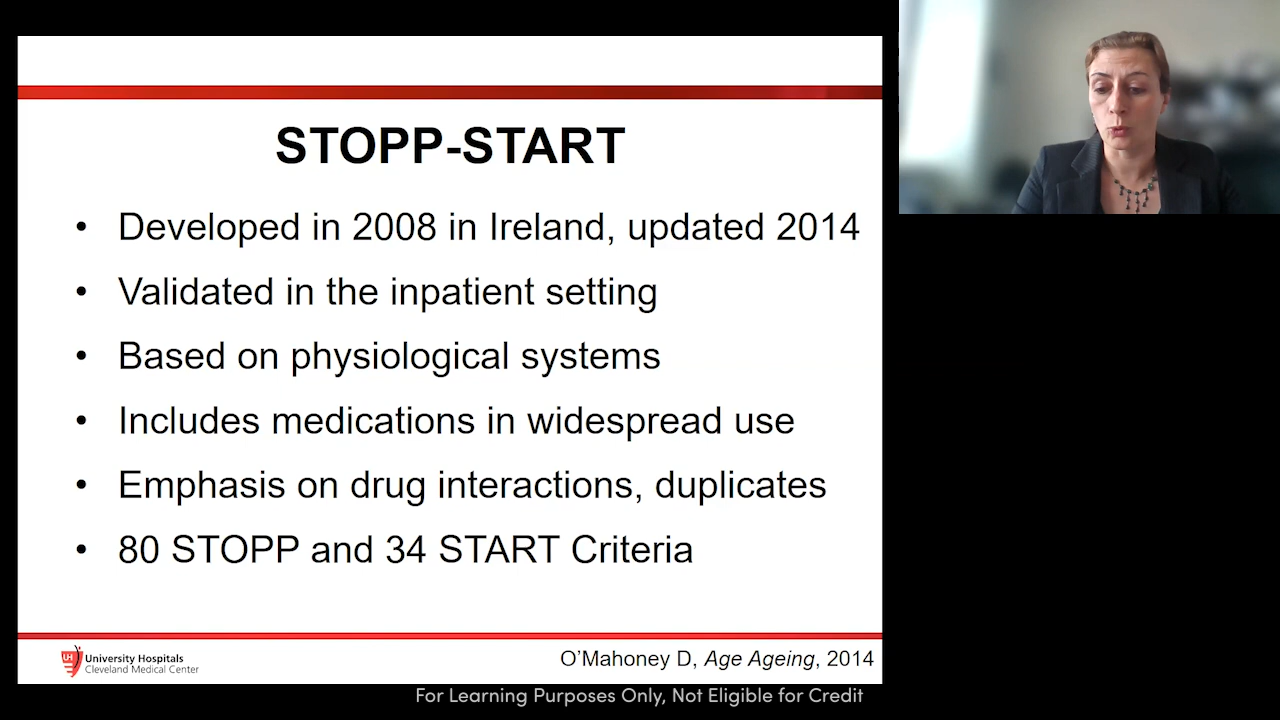 STOPP-START
• Developed in 2008 in Ireland, updated 2014
• Validated in the inpatient setting
• Based on physiological systems
• Includes medications in widespread use
• Emphasis on drug interactions, duplicates
• 80 STOPP and 34 START Criteria
UH
University Hospitals
Cleveland Medical Center
O’Mahoney D, Age Ageing, 2014
For Learning Purposes Only, Not Eligible for Credit